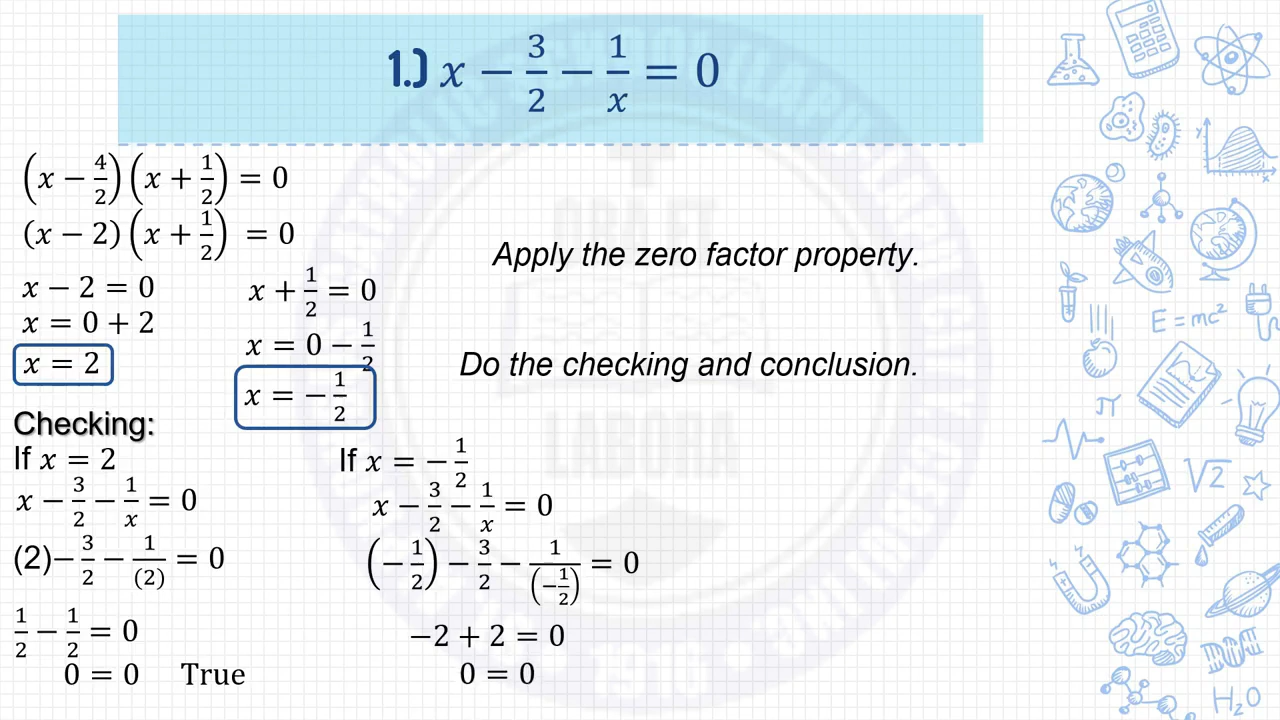 1.) x − 3/2 − 1/x = 0
(x − 4/2)(x + 1/2) = 0
(x − 2)(x + 1/2) = 0
Apply the zero factor property.
x − 2 = 0
x = 0 + 2
x = 2
x + 1/2 = 0
x = 0 − 1/2
x = − 1/2
Do the checking and conclusion.
Checking:
If x = 2
x − 3/2 − 1/x = 0
(2)− 3/2 − 1/(2) = 0
1/2 − 1/2 = 0
0 = 0 True
If x = − 1/2
x − 3/2 − 1/x = 0
(− 1/2) − 3/2 − 1/(− 1/2) = 0
−2 + 2 = 0
0 = 0
y
x
E = mc²
π
√2
H₂O